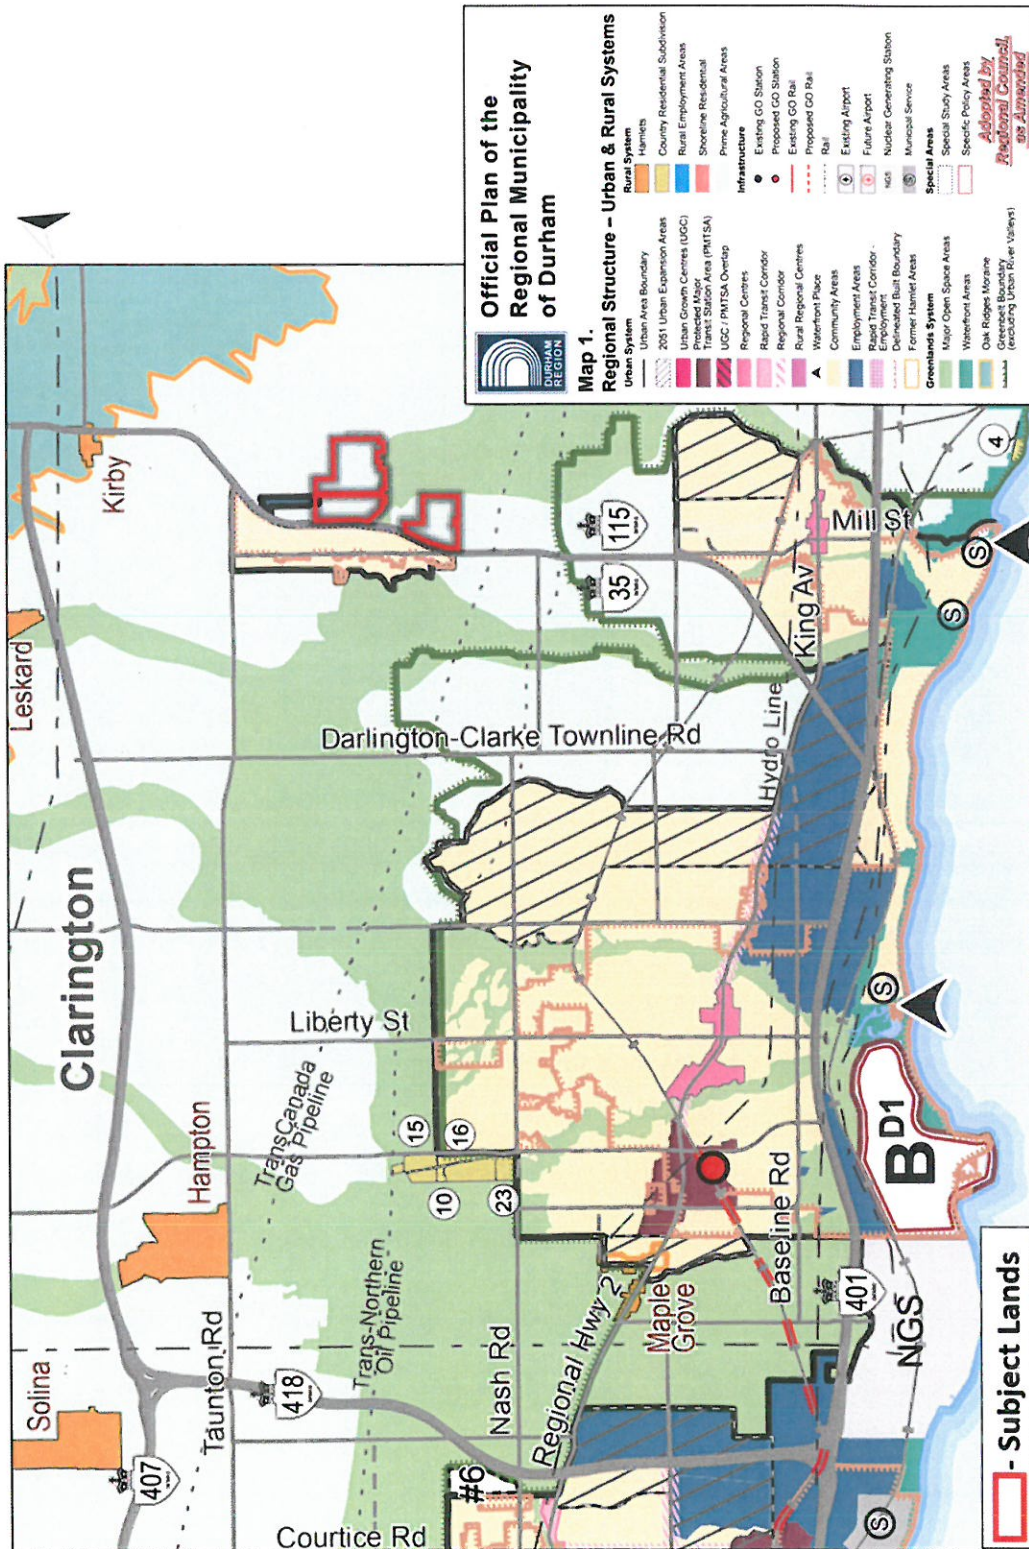 Official Plan of the
Regional Municipality
of Durham
DURHAM
REGION
Map 1.
Regional Structure – Urban & Rural Systems
Urban System
Urban Area Boundary
2051 Urban Expansion Areas
Urban Growth Centres (UGC)
Protected Major
Transit Station Area (PMTSA)
UGC / PMTSA Overlap
Regional Centres
Rapid Transit Corridor
Regional Corridor
Rural Regional Centres
Waterfront Place
Community Areas
Employment Areas
Rapid Transit Corridor -
Employment
Delineated Built Boundary
Former Hamlet Areas
Greenlands System
Major Open Space Areas
Waterfront Areas
Oak Ridges Moraine
Greenbelt Boundary
(excluding Urban River Valleys)
Rural System
Hamlets
Country Residential Subdivision
Rural Employment Areas
Shoreline Residential
Prime Agricultural Areas
Infrastructure
Existing GO Station
Proposed GO Station
Existing GO Rail
Proposed GO Rail
Rail
Existing Airport
Future Airport
NGS
Nuclear Generating Station
S
Municipal Service
Special Areas
Special Study Areas
Specific Policy Areas
Adopted by
Regional Council,
as Amended
Solina
Leskard
Kirby
407
Clarington
Hampton
Taunton Rd
418
TransCanada
Gas Pipeline
Trans-Northern
Oil Pipeline
Liberty St
Darlington-Clarke Townline Rd
15
16
10
23
35
115
#6
Courtice Rd
Nash Rd
Regional Hwy 2
Maple
Grove
Baseline Rd
Hydro Line
King Av
Mill St
401
NGS
B D1
S
S
S
S
4
- Subject Lands